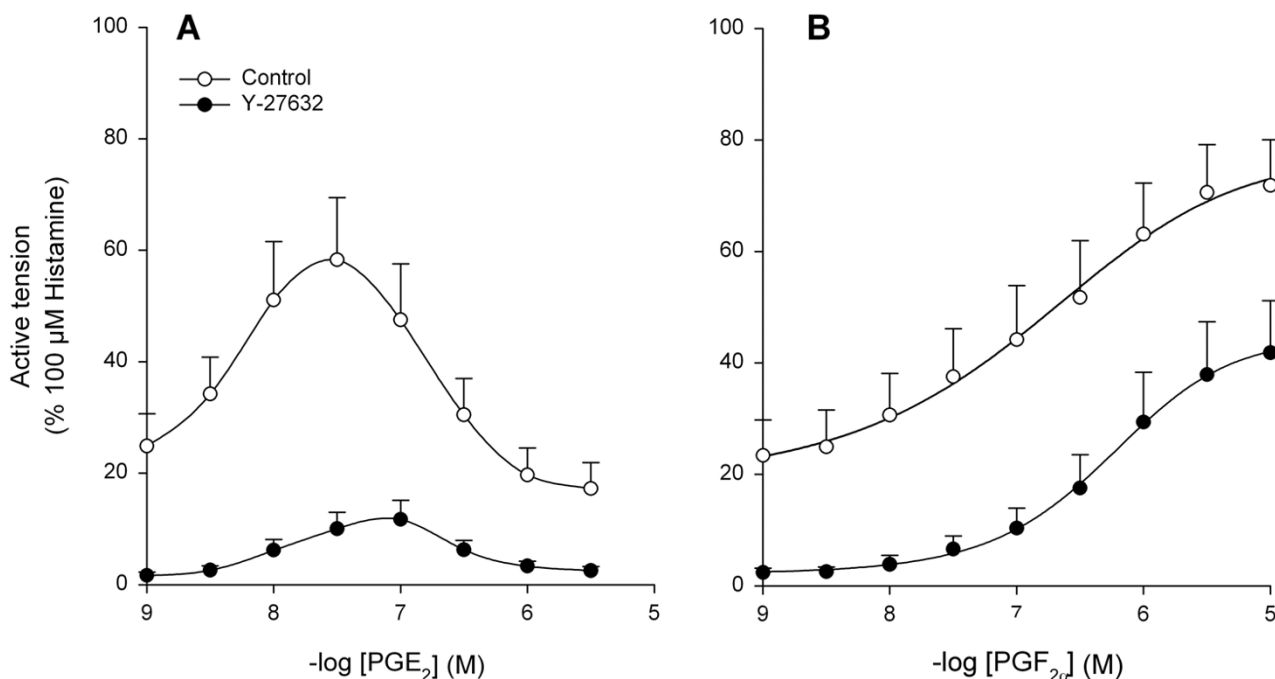 A
B
Control
Y-27632
Active tension
(% 100 µM Histamine)
100
80
60
40
20
0
9 8 7 6 5
-log [PGE2] (M)
100
80
60
40
20
0
9 8 7 6 5
-log [PGF2α] (M)